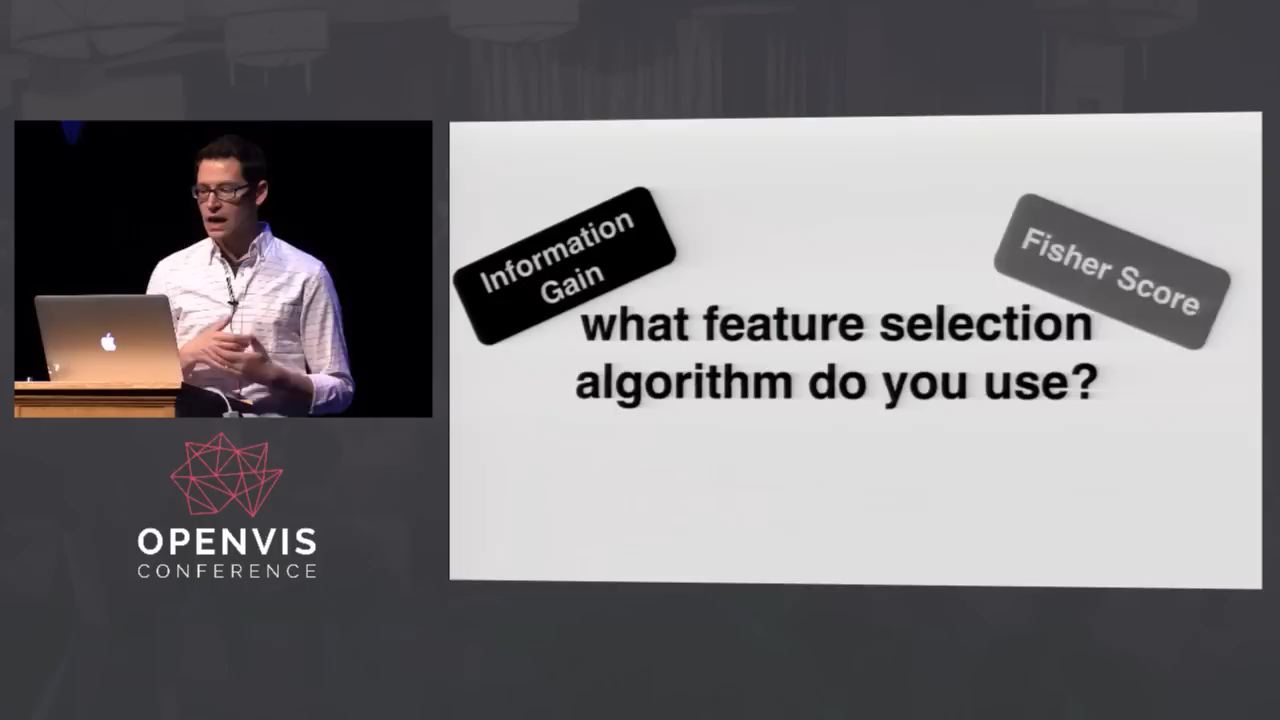 Information
Gain
Fisher Score
what feature selection
algorithm do you use?
OPENVIS
CONFERENCE